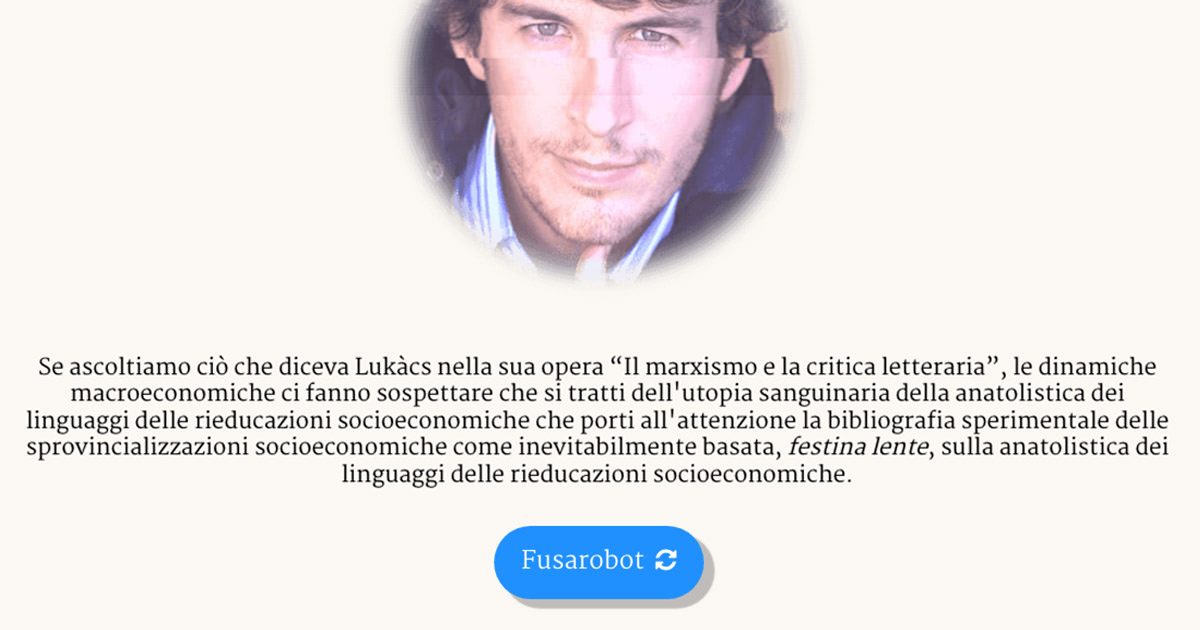 Se ascoltiamo ciò che diceva Lukàcs nella sua opera “Il marxismo e la critica letteraria”, le dinamiche
macroeconomiche ci fanno sospettare che si tratti dell'utopia sanguinaria della anatolistica dei
linguaggi delle rieducazioni socioeconomiche che porti all'attenzione la bibliografia sperimentale delle
sprovincializzazioni socioeconomiche come inevitabilmente basata, festina lente, sulla anatolistica dei
linguaggi delle rieducazioni socioeconomiche.
Fusarobot